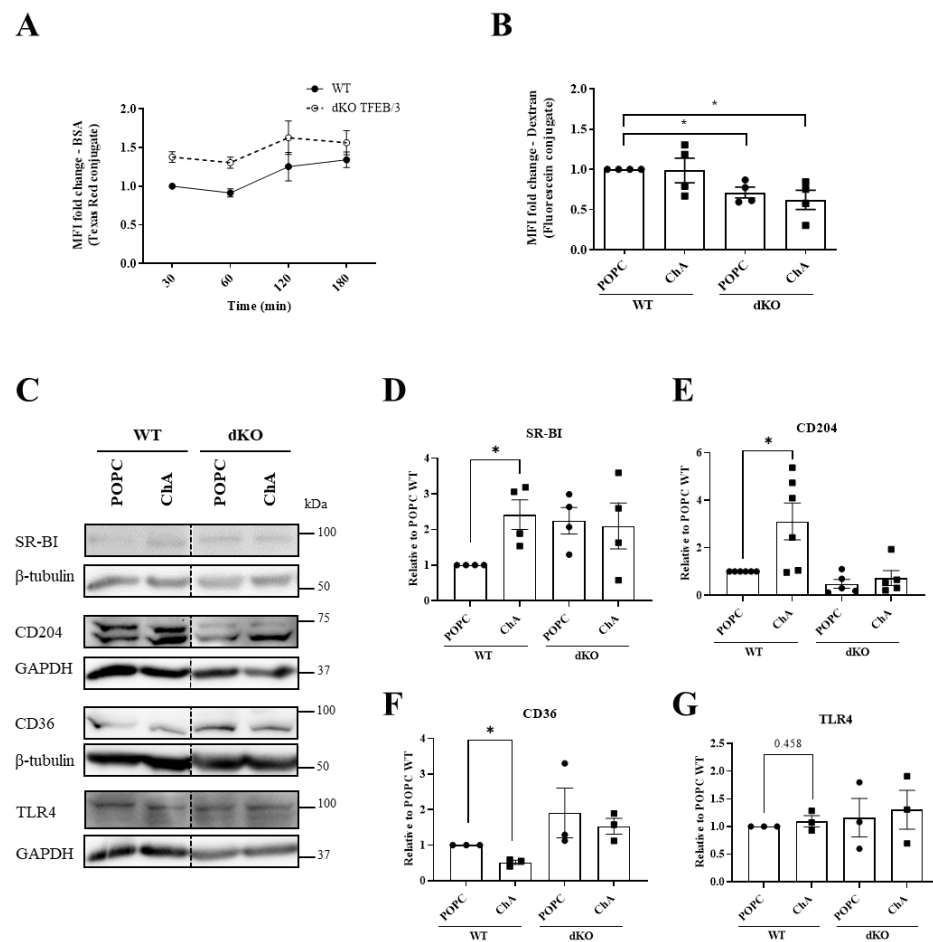 A
WT
dKO TFEB/3
MFI fold change - BSA
(Texas Red conjugate)
2.0
1.5
1.0
0.5
0.0
30
60
120
180
Time (min)
B
MFI fold change - Dextran
(Fluorescein conjugate)
2.0
1.5
1.0
0.5
0.0
*
*
POPC
ChA
POPC
ChA
WT
dKO
C
WT
dKO
POPC
ChA
POPC
ChA
kDa
SR-BI
100
β-tubulin
50
CD204
75
GAPDH
37
CD36
100
β-tubulin
50
TLR4
100
GAPDH
37
D
SR-BI
Relative to POPC WT
4
3
2
1
0
*
POPC
ChA
POPC
ChA
WT
dKO
E
CD204
Relative to POPC WT
6
4
2
0
*
POPC
ChA
POPC
ChA
WT
dKO
F
CD36
Relative to POPC WT
4
3
2
1
0
*
POPC
ChA
POPC
ChA
WT
dKO
G
TLR4
Relative to POPC WT
2.5
2.0
1.5
1.0
0.5
0.0
0.458
POPC
ChA
POPC
ChA
WT
dKO